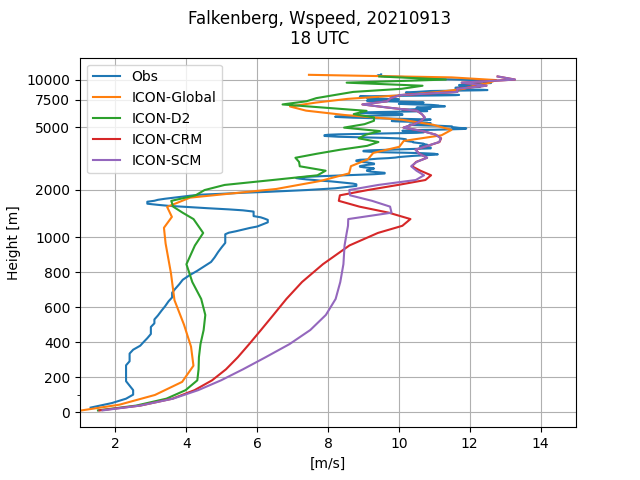 Falkenberg, Wspeed, 20210913
18 UTC
Obs
ICON-Global
ICON-D2
ICON-CRM
ICON-SCM
Height [m]
10000
7500
5000
2000
1000
800
600
400
200
0
2 4 6 8 10 12 14
[m/s]